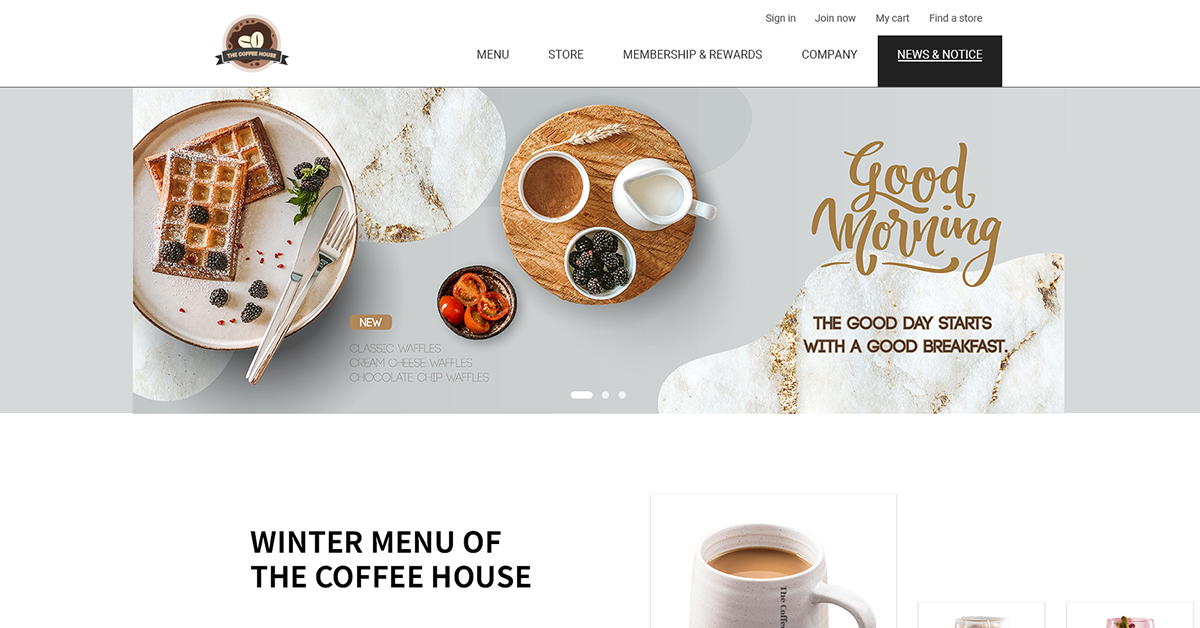 Sign in
Join now
My cart
Find a store
THE COFFEE HOUSE
MENU
STORE
MEMBERSHIP & REWARDS
COMPANY
NEWS & NOTICE
Good
Morning
THE GOOD DAY STARTS
WITH A GOOD BREAKFAST.
NEW
CLASSIC WAFFLES
CREAM CHEESE WAFFLES
CHOCOLATE CHIP WAFFLES
WINTER MENU OF
THE COFFEE HOUSE
The Coffee